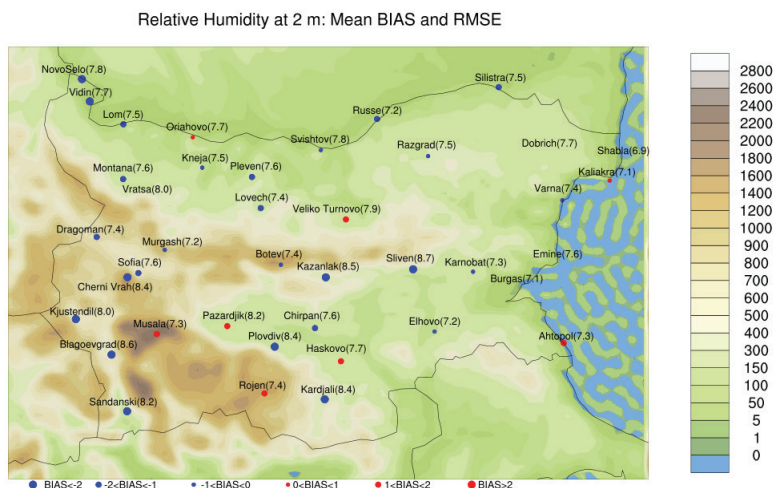 Relative Humidity at 2 m: Mean BIAS and RMSE
NovoSelo(7.8)
Vidin(7.7)
Lom(7.5)
Oriahovo(7.7)
Silistra(7.5)
Russe(7.2)
Svishtov(7.8)
Razgrad(7.5)
Dobrich(7.7)
Shabla(6.9)
Kaliakra(7.1)
Montana(7.6)
Kneja(7.5)
Pleven(7.6)
Vratsa(8.0)
Varna(7.4)
Lovech(7.4)
Veliko Turnovo(7.9)
Dragoman(7.4)
Murgash(7.2)
Botev(7.4)
Sliven(8.7)
Karnobat(7.3)
Emine(7.6)
Sofia(7.6)
Kazanlak(8.5)
Burgas(7.1)
Cherni Vrah(8.4)
Kjustendil(8.0)
Musala(7.3)
Pazardjik(8.2)
Chirpan(7.6)
Elhovo(7.2)
Plovdiv(8.4)
Ahtopol(7.3)
Blagoevgrad(8.6)
Haskovo(7.7)
Rojen(7.4)
Kardjali(8.4)
Sandanski(8.2)
BIAS<-2 -2<BIAS<-1 -1<BIAS<0 0<BIAS<1 1<BIAS<2 BIAS>2
2800
2600
2400
2200
2000
1800
1600
1400
1200
1000
900
800
700
600
500
400
300
150
100
50
5
1
0